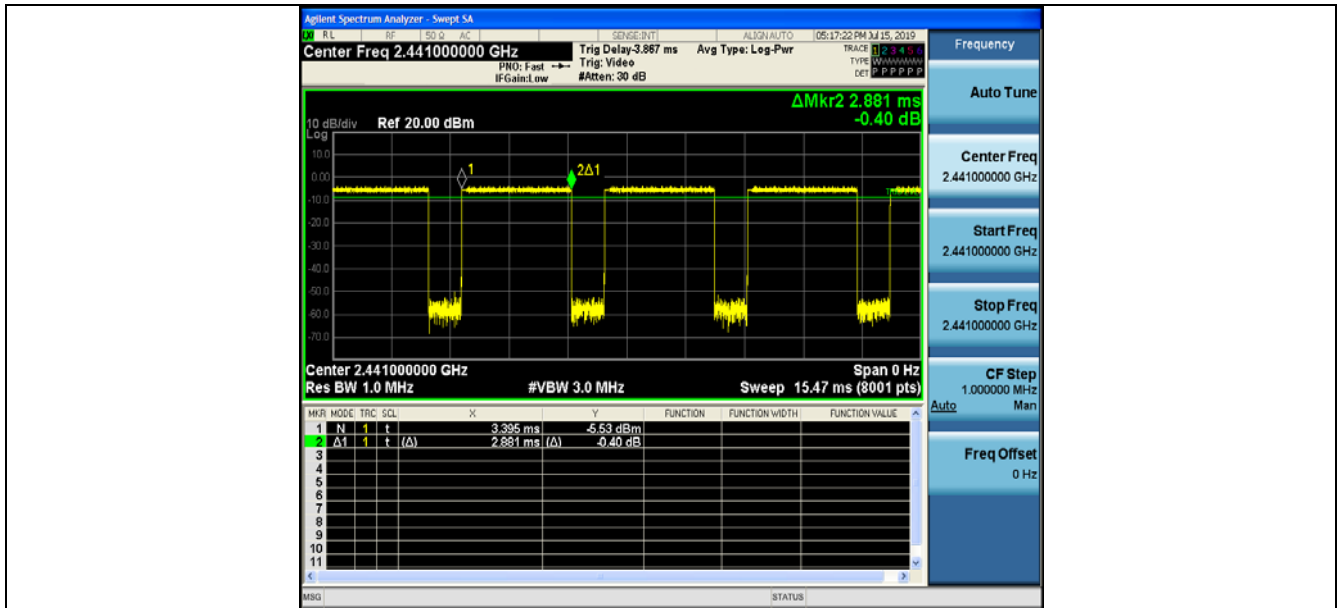 Agilent Spectrum Analyzer - Swept SA
RL RF 50 Ω AC SENSE:INT ALIGN AUTO 05:17:22 PM Jul 15, 2019
Center Freq 2.441000000 GHz
Trig Delay-3.867 ms Avg Type: Log-Pwr
TRACE 1 2 3 4 5 6
PNO: Fast Trig: Video
TYPE WWWWWW
IFGain:Low #Atten: 30 dB
DET P P P P P P
Frequency
Auto Tune
ΔMkr2 2.881 ms
-0.40 dB
10 dB/div Ref 20.00 dBm
Log
10.0
0.00
-10.0
-20.0
-30.0
-40.0
-50.0
-60.0
-70.0
1
2Δ1
Center 2.441000000 GHz Span 0 Hz
Res BW 1.0 MHz #VBW 3.0 MHz Sweep 15.47 ms (8001 pts)
Center Freq
2.441000000 GHz
Start Freq
2.441000000 GHz
Stop Freq
2.441000000 GHz
CF Step
1.000000 MHz
Auto Man
Freq Offset
0 Hz
MKR MODE TRC SCL X Y FUNCTION FUNCTION WIDTH FUNCTION VALUE
1 N 1 t 3.395 ms -5.53 dBm
2 Δ1 1 t (Δ) 2.881 ms (Δ) -0.40 dB
3
4
5
6
7
8
9
10
11
MSG STATUS